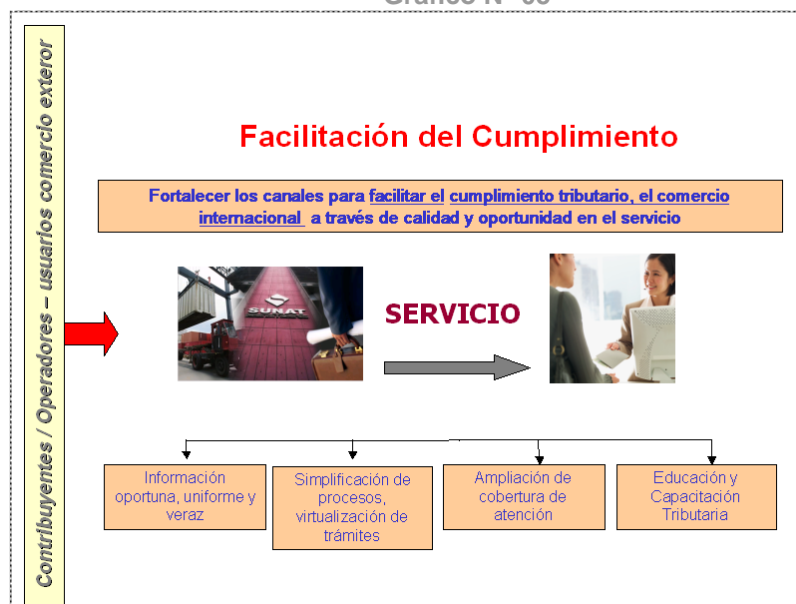 Contribuyentes / Operadores – usuarios comercio exteror
Facilitación del Cumplimiento
Fortalecer los canales para facilitar el cumplimiento tributario, el comercio
internacional a través de calidad y oportunidad en el servicio
SUNAT
SERVICIO
Información
oportuna, uniforme y
veraz
Simplificación de
procesos,
virtualización de
trámites
Ampliación de
cobertura de
atención
Educación y
Capacitación
Tributaria